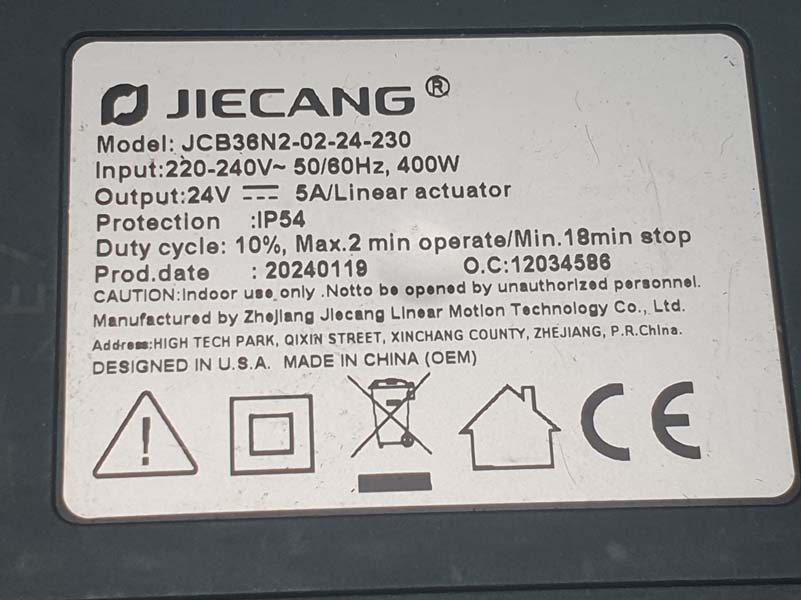 JIECANG®
Model: JCB36N2-02-24-230
Input:220-240V~ 50/60Hz, 400W
Output:24V ⎓ 5A/Linear actuator
Protection :IP54
Duty cycle: 10%, Max.2 min operate/Min.18min stop
Prod.date : 20240119 O.C:12034586
CAUTION:Indoor use only .Notto be opened by unauthorized personnel.
Manufactured by Zhejiang Jiecang Linear Motion Technology Co., Ltd.
Address:HIGH TECH PARK, QIXIN STREET, XINCHANG COUNTY, ZHEJIANG, P.R.China.
DESIGNED IN U.S.A. MADE IN CHINA (OEM)
CE